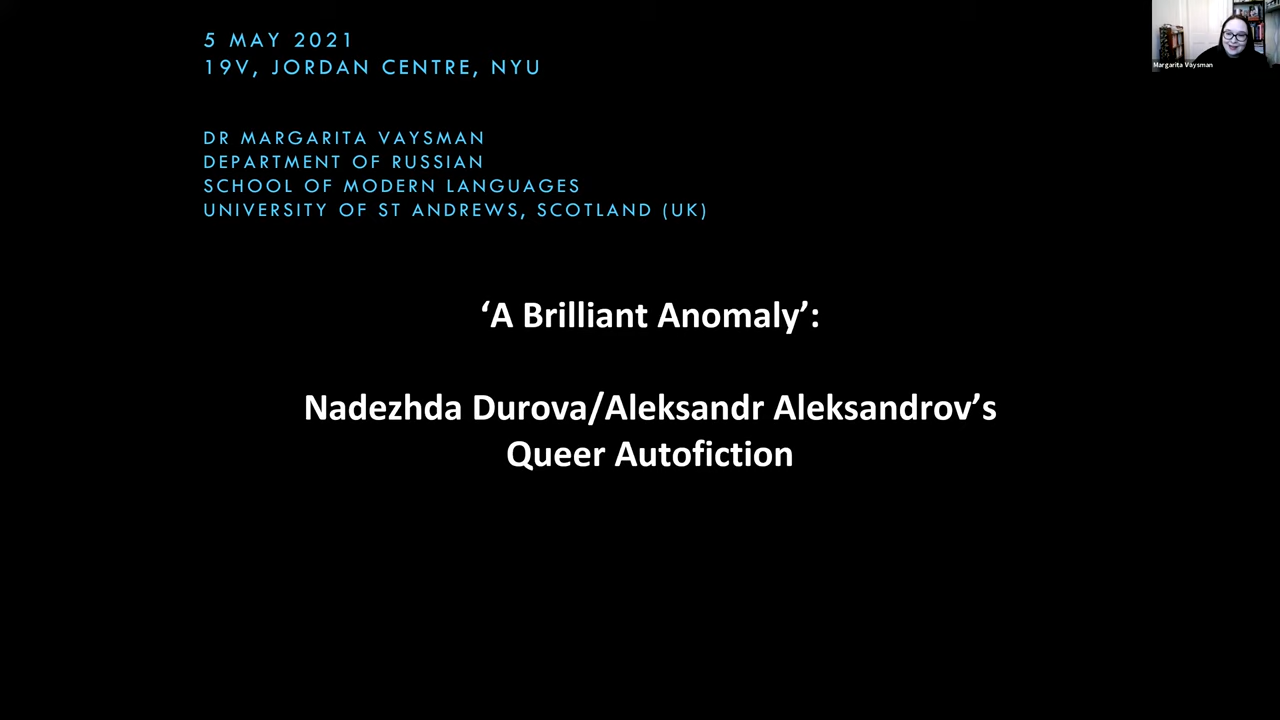 5 MAY 2021
19V, JORDAN CENTRE, NYU
DR MARGARITA VAYSMAN
DEPARTMENT OF RUSSIAN
SCHOOL OF MODERN LANGUAGES
UNIVERSITY OF ST ANDREWS, SCOTLAND (UK)
Margarita Vaysman
‘A Brilliant Anomaly’:
Nadezhda Durova/Aleksandr Aleksandrov’s
Queer Autofiction